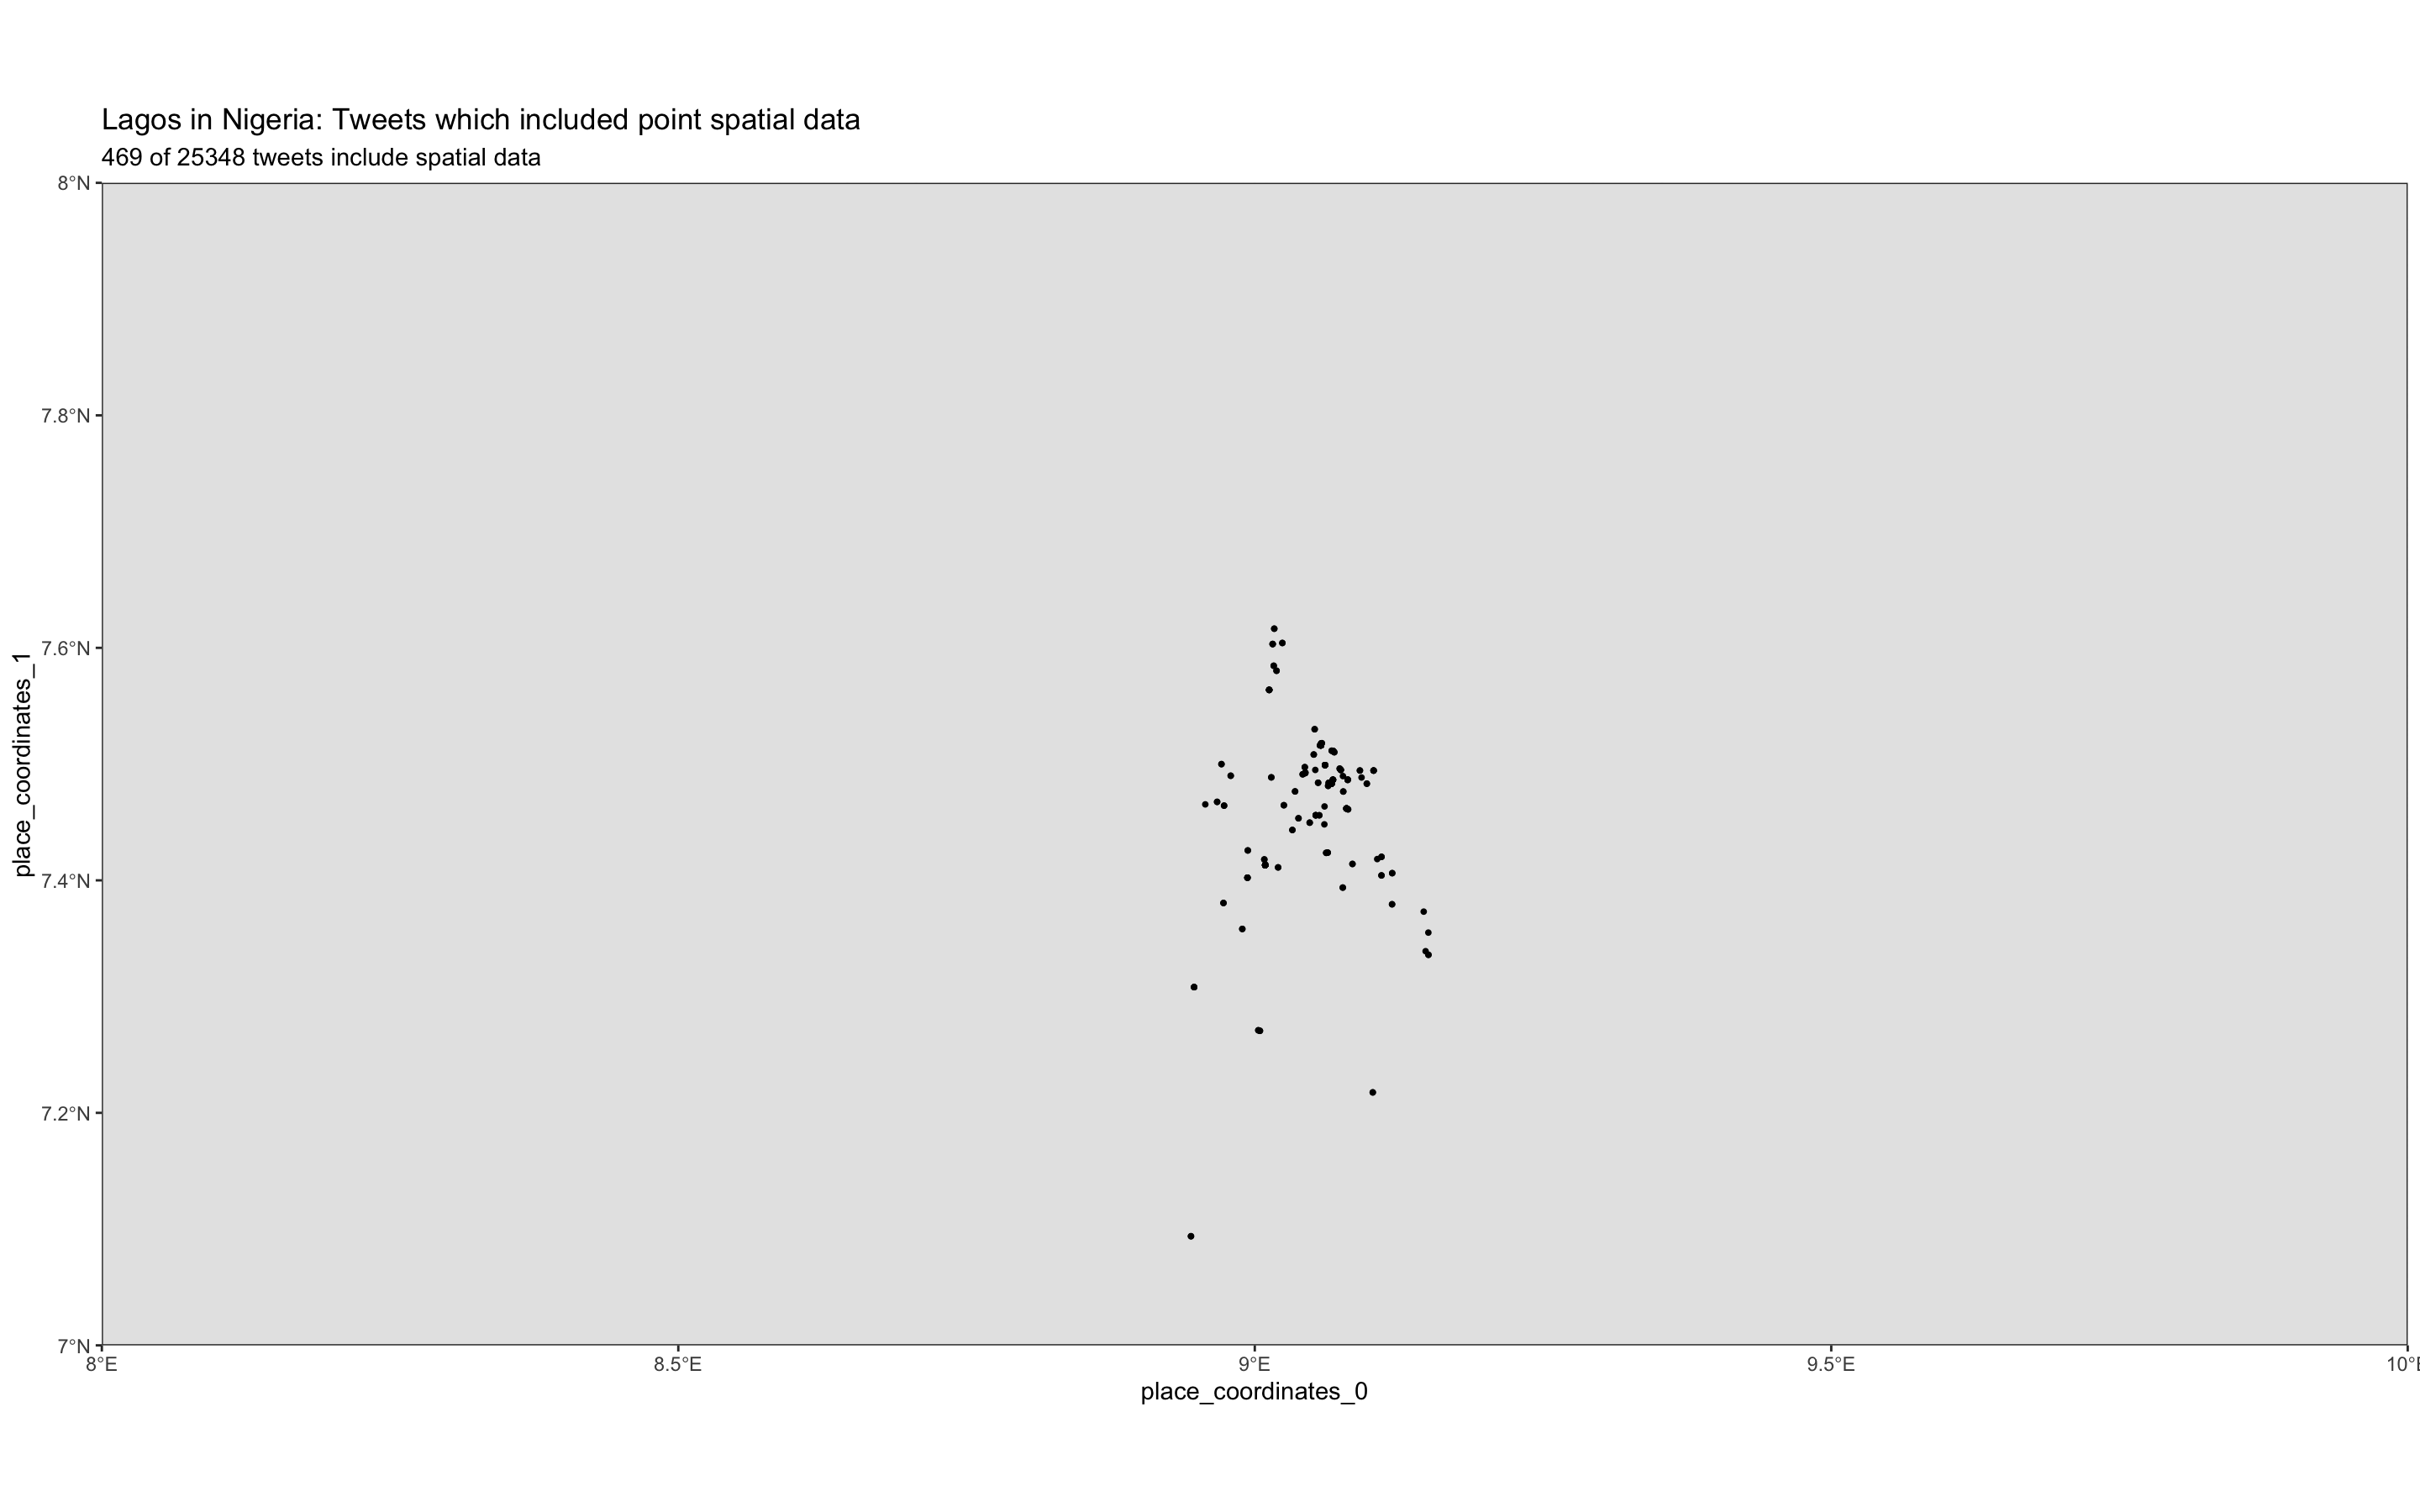 Lagos in Nigeria: Tweets which included point spatial data
469 of 25348 tweets include spatial data
8°N
7.8°N
7.6°N
7.4°N
7.2°N
7°N
place_coordinates_1
8°E
8.5°E
9°E
9.5°E
10°E
place_coordinates_0